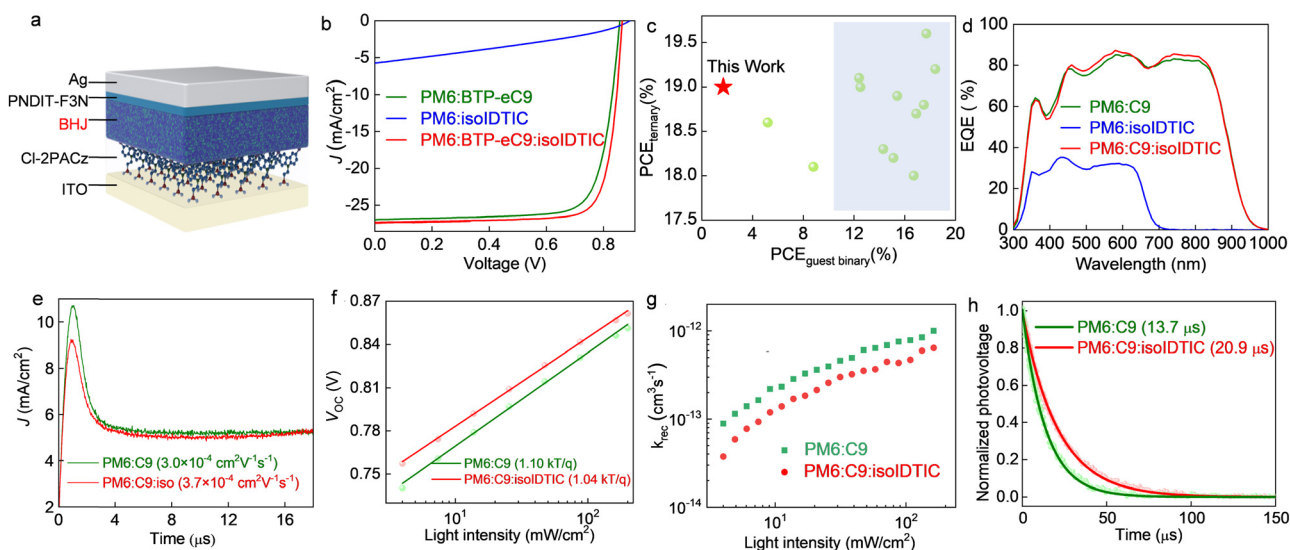 a
Ag
PNDIT-F3N
BHJ
Cl-2PACz
ITO
b
0
-5
-10
-15
-20
-25
0.0 0.2 0.4 0.6 0.8
J (mA/cm²)
Voltage (V)
PM6:BTP-eC9
PM6:isoIDTIC
PM6:BTP-eC9:isoIDTIC
c
19.5
19.0
18.5
18.0
17.5
0 4 8 12 16 20
PCE_ternary(%)
PCE_guest binary(%)
This Work
d
100
80
60
40
20
0
300 400 500 600 700 800 900 1000
EQE (%)
Wavelength (nm)
PM6:C9
PM6:isoIDTIC
PM6:C9:isoIDTIC
e
10
8
6
4
2
0 4 8 12 16
J (mA/cm²)
Time (μs)
PM6:C9 (3.0×10⁻⁴ cm²V⁻¹s⁻¹)
PM6:C9:iso (3.7×10⁻⁴ cm²V⁻¹s⁻¹)
f
0.87
0.84
0.81
0.78
0.75
10¹ 10²
V_OC (V)
Light intensity (mW/cm²)
PM6:C9 (1.10 kT/q)
PM6:C9:isoIDTIC (1.04 kT/q)
g
10⁻¹²
10⁻¹³
10⁻¹⁴
10¹ 10²
k_rec (cm³s⁻¹)
Light intensity (mW/cm²)
PM6:C9
PM6:C9:isoIDTIC
h
1.0
0.8
0.6
0.4
0.2
0.0
0 50 100 150
Normalized photovoltage
Time (μs)
PM6:C9 (13.7 μs)
PM6:C9:isoIDTIC (20.9 μs)